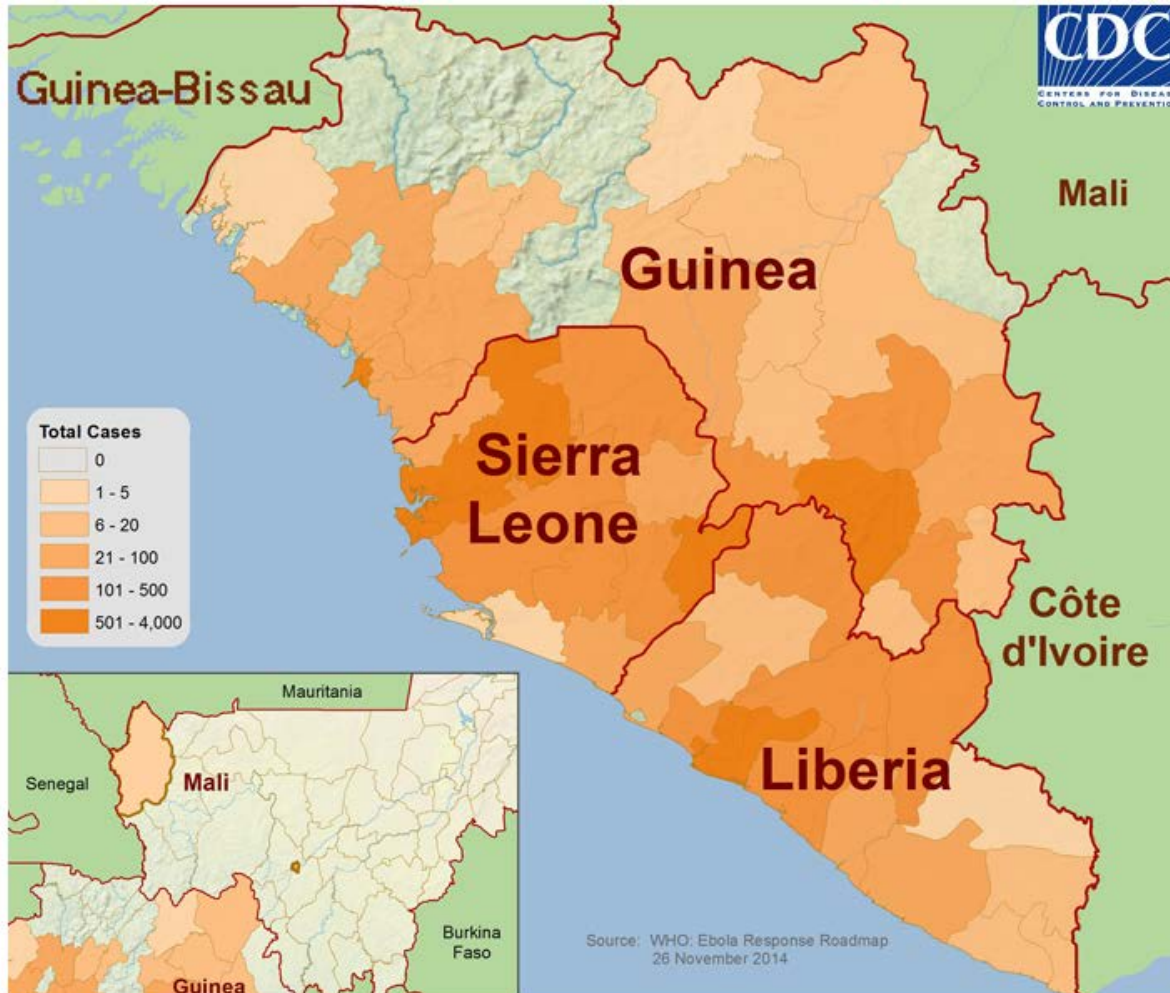 CDC
CENTERS FOR DISEAS
CONTROL AND PREVENTION
Guinea-Bissau
Mali
Guinea
Sierra
Leone
Total Cases
0
1 - 5
6 - 20
21 - 100
101 - 500
501 - 4,000
Côte
d'Ivoire
Liberia
Mauritania
Senegal
Mali
Burkina
Faso
Guinea
Source: WHO: Ebola Response Roadmap
26 November 2014